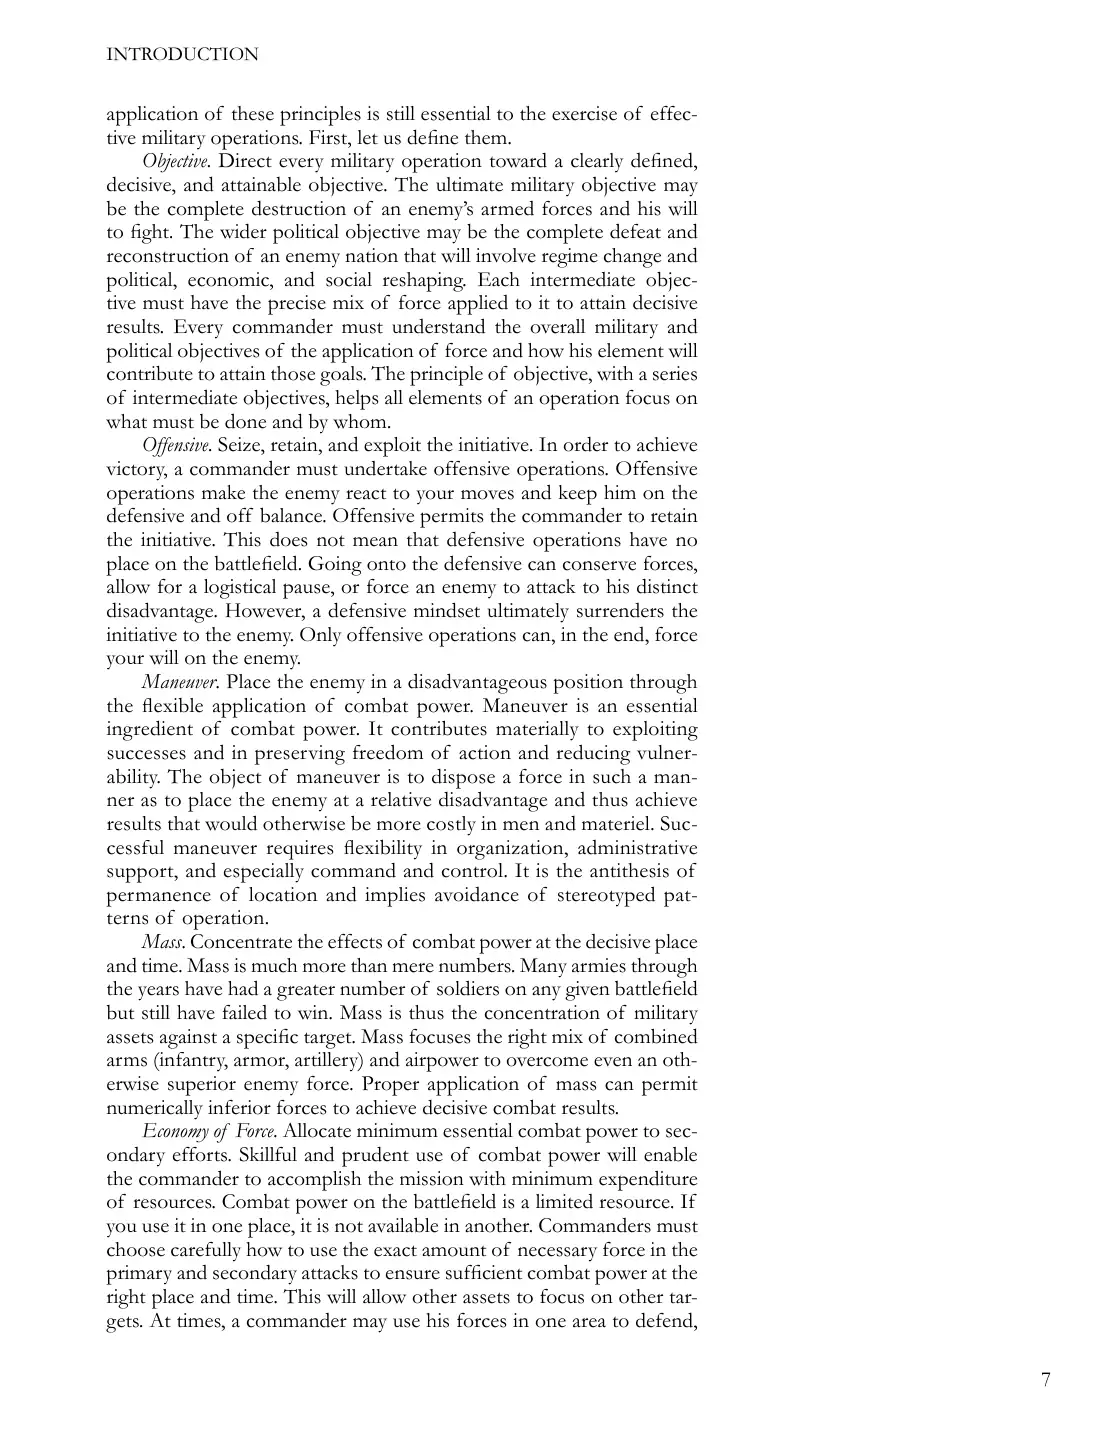 INTRODUCTION
application of these principles is still essential to the exercise of effec-
tive military operations. First, let us define them.
Objective. Direct every military operation toward a clearly defined,
decisive, and attainable objective. The ultimate military objective may
be the complete destruction of an enemy’s armed forces and his will
to fight. The wider political objective may be the complete defeat and
reconstruction of an enemy nation that will involve regime change and
political, economic, and social reshaping. Each intermediate objec-
tive must have the precise mix of force applied to it to attain decisive
results. Every commander must understand the overall military and
political objectives of the application of force and how his element will
contribute to attain those goals. The principle of objective, with a series
of intermediate objectives, helps all elements of an operation focus on
what must be done and by whom.
Offensive. Seize, retain, and exploit the initiative. In order to achieve
victory, a commander must undertake offensive operations. Offensive
operations make the enemy react to your moves and keep him on the
defensive and off balance. Offensive permits the commander to retain
the initiative. This does not mean that defensive operations have no
place on the battlefield. Going onto the defensive can conserve forces,
allow for a logistical pause, or force an enemy to attack to his distinct
disadvantage. However, a defensive mindset ultimately surrenders the
initiative to the enemy. Only offensive operations can, in the end, force
your will on the enemy.
Maneuver. Place the enemy in a disadvantageous position through
the flexible application of combat power. Maneuver is an essential
ingredient of combat power. It contributes materially to exploiting
successes and in preserving freedom of action and reducing vulner-
ability. The object of maneuver is to dispose a force in such a man-
ner as to place the enemy at a relative disadvantage and thus achieve
results that would otherwise be more costly in men and materiel. Suc-
cessful maneuver requires flexibility in organization, administrative
support, and especially command and control. It is the antithesis of
permanence of location and implies avoidance of stereotyped pat-
terns of operation.
Mass. Concentrate the effects of combat power at the decisive place
and time. Mass is much more than mere numbers. Many armies through
the years have had a greater number of soldiers on any given battlefield
but still have failed to win. Mass is thus the concentration of military
assets against a specific target. Mass focuses the right mix of combined
arms (infantry, armor, artillery) and airpower to overcome even an oth-
erwise superior enemy force. Proper application of mass can permit
numerically inferior forces to achieve decisive combat results.
Economy of Force. Allocate minimum essential combat power to sec-
ondary efforts. Skillful and prudent use of combat power will enable
the commander to accomplish the mission with minimum expenditure
of resources. Combat power on the battlefield is a limited resource. If
you use it in one place, it is not available in another. Commanders must
choose carefully how to use the exact amount of necessary force in the
primary and secondary attacks to ensure sufficient combat power at the
right place and time. This will allow other assets to focus on other tar-
gets. At times, a commander may use his forces in one area to defend,
7